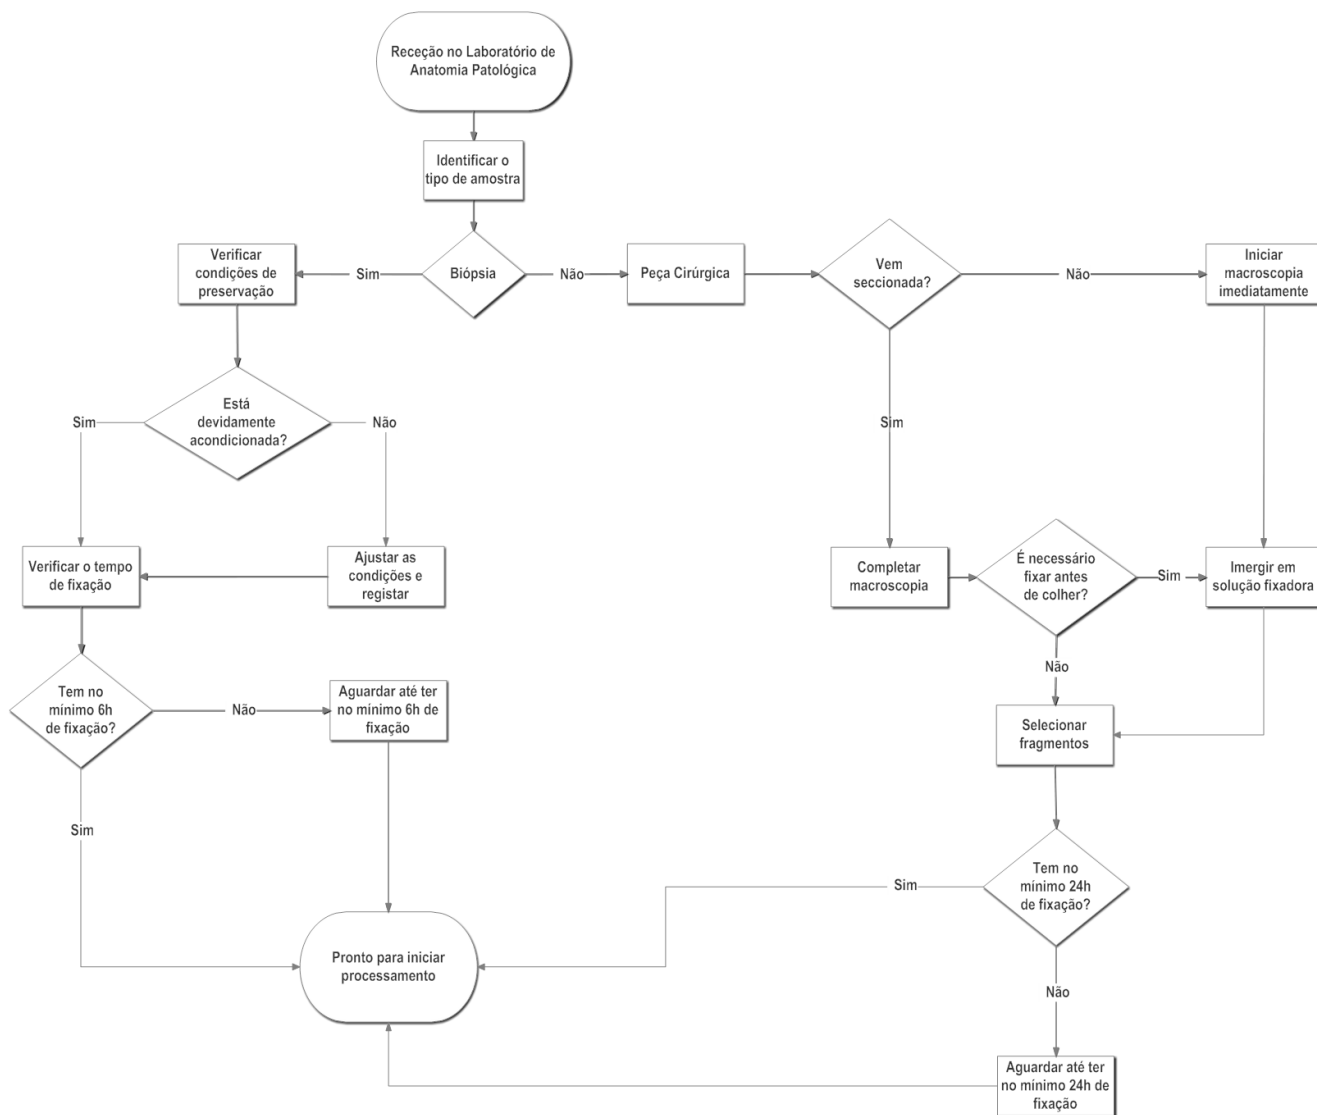 Receção no Laboratório de
Anatomia Patológica
Identificar o
tipo de amostra
Biópsia
Sim
Não
Verificar
condições de
preservação
Peça Cirúrgica
Vem
seccionada?
Não
Iniciar
macroscopia
imediatamente
Está
devidamente
acondicionada?
Sim
Não
Sim
Verificar o tempo
de fixação
Ajustar as
condições e
registar
Completar
macroscopia
É necessário
fixar antes
de colher?
Sim
Imergir em
solução fixadora
Não
Tem no
mínimo 6h
de fixação?
Não
Aguardar até ter
no mínimo 6h de
fixação
Selecionar
fragmentos
Sim
Tem no
mínimo 24h
de fixação?
Sim
Pronto para iniciar
processamento
Não
Aguardar até ter
no mínimo 24h de
fixação